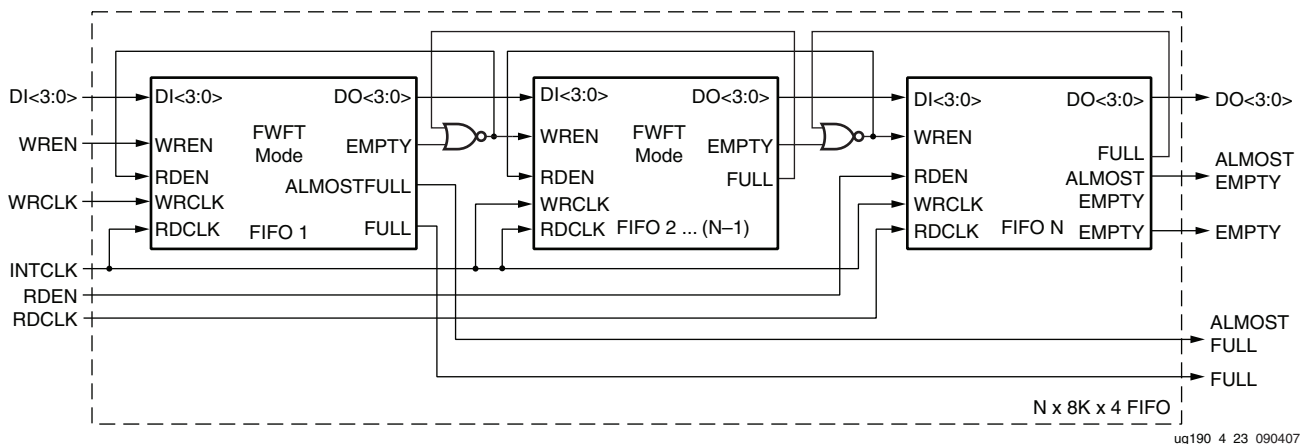 DI<3:0>
WREN
WRCLK
INTCLK
RDEN
RDCLK
DI<3:0>
DO<3:0>
FWFT
Mode
WREN
EMPTY
RDEN
ALMOSTFULL
WRCLK
RDCLK
FIFO 1
FULL
DI<3:0>
DO<3:0>
FWFT
Mode
WREN
EMPTY
RDEN
FULL
WRCLK
RDCLK
FIFO 2 ... (N–1)
DI<3:0>
DO<3:0>
WREN
FULL
RDEN
ALMOST
EMPTY
WRCLK
RDCLK
FIFO N
EMPTY
DO<3:0>
ALMOST
EMPTY
EMPTY
ALMOST
FULL
FULL
N x 8K x 4 FIFO
ug190_4_23_090407